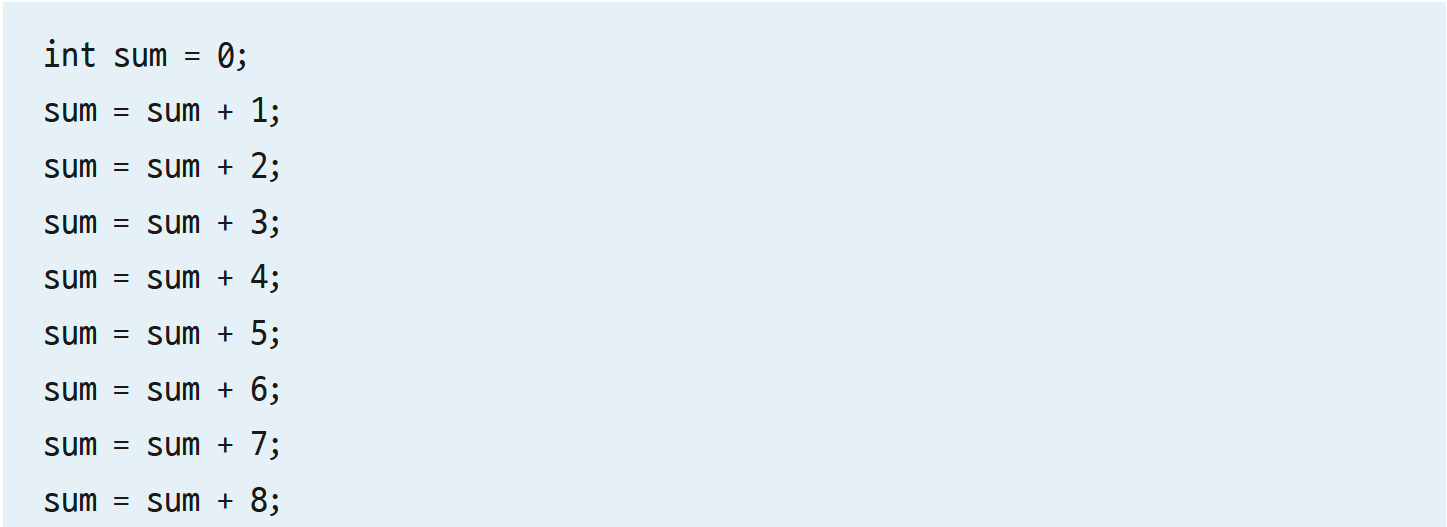 int sum = 0;
sum = sum + 1;
sum = sum + 2;
sum = sum + 3;
sum = sum + 4;
sum = sum + 5;
sum = sum + 6;
sum = sum + 7;
sum = sum + 8;